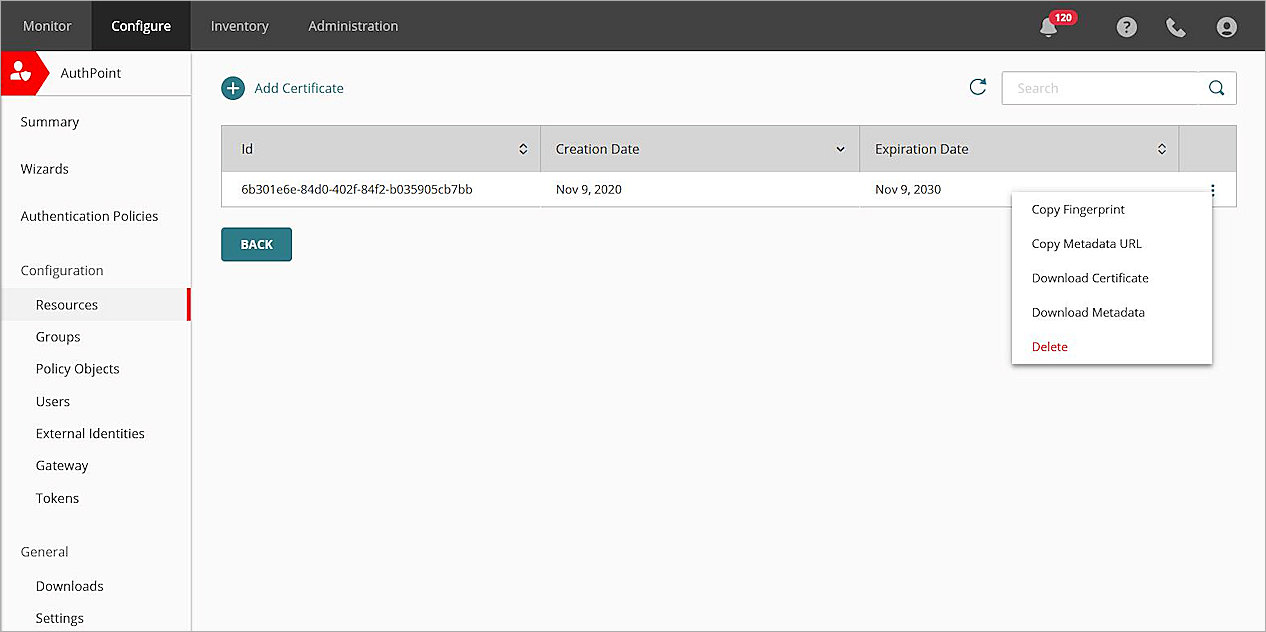 Monitor Configure Inventory Administration 120
AuthPoint
Add Certificate Search
Summary
Wizards
Authentication Policies
Configuration
Resources
Groups
Policy Objects
Users
External Identities
Gateway
Tokens
General
Downloads
Settings
Id Creation Date Expiration Date
6b301e6e-84d0-402f-84f2-b035905cb7bb Nov 9, 2020 Nov 9, 2030
BACK
Copy Fingerprint
Copy Metadata URL
Download Certificate
Download Metadata
Delete